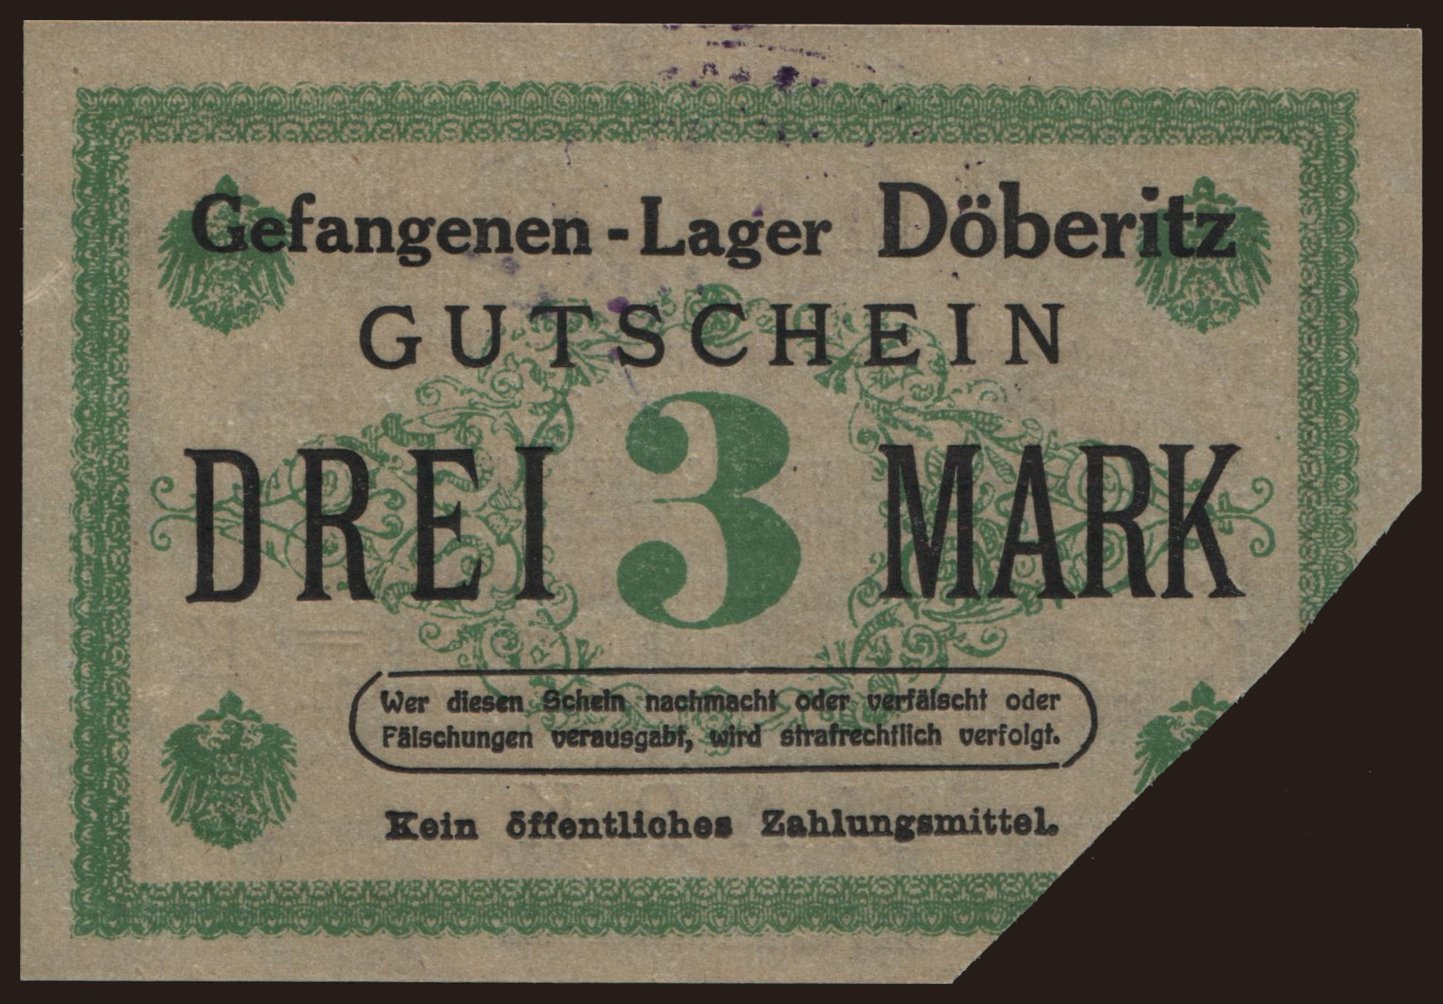 Gefangenen-Lager Döberitz
GUTSCHEIN
DREI 3 MARK
Wer diesen Schein nachmacht oder verfälscht oder
Fälschungen verausgabt, wird strafrechtlich verfolgt.
Kein öffentliches Zahlungsmittel.